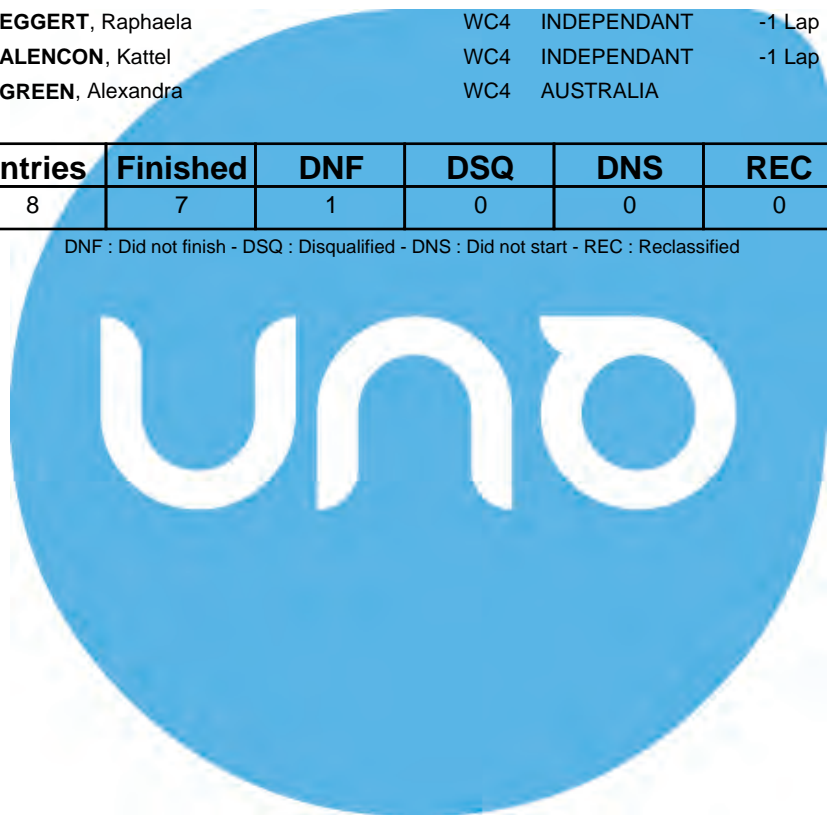 EGGERT, Raphaela WC4 INDEPENDANT -1 Lap
ALENCON, Kattel WC4 INDEPENDANT -1 Lap
GREEN, Alexandra WC4 AUSTRALIA
ntries Finished DNF DSQ DNS REC
8 7 1 0 0 0
DNF : Did not finish - DSQ : Disqualified - DNS : Did not start - REC : Reclassified
uno